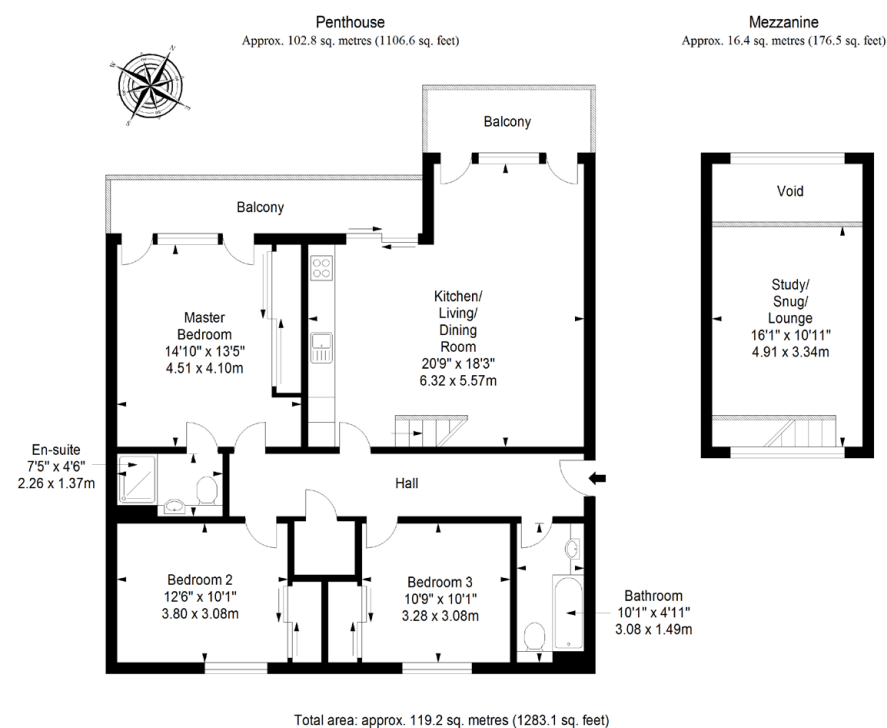 Penthouse
Approx. 102.8 sq. metres (1106.6 sq. feet)
Mezzanine
Approx. 16.4 sq. metres (176.5 sq. feet)
N
W
E
S
Balcony
Balcony
Void
Master
Bedroom
14'10" x 13'5"
4.51 x 4.10m
Kitchen/
Living/
Dining
Room
20'9" x 18'3"
6.32 x 5.57m
Study/
Snug/
Lounge
16'1" x 10'11"
4.91 x 3.34m
En-suite
7'5" x 4'6"
2.26 x 1.37m
Hall
Bedroom 2
12'6" x 10'1"
3.80 x 3.08m
Bedroom 3
10'9" x 10'1"
3.28 x 3.08m
Bathroom
10'1" x 4'11"
3.08 x 1.49m
Total area: approx. 119.2 sq. metres (1283.1 sq. feet)